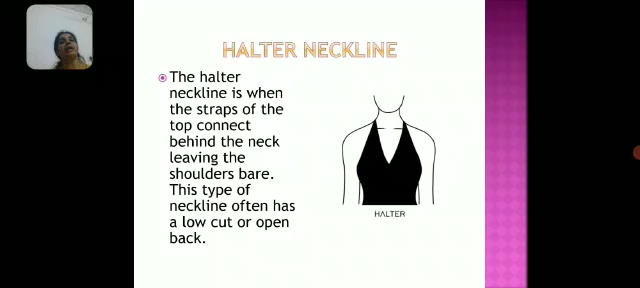 HALTER NECKLINE
The halter
neckline is when
the straps of the
top connect
behind the neck
leaving the
shoulders bare.
This type of
neckline often has
a low cut or open
back.
HALTER